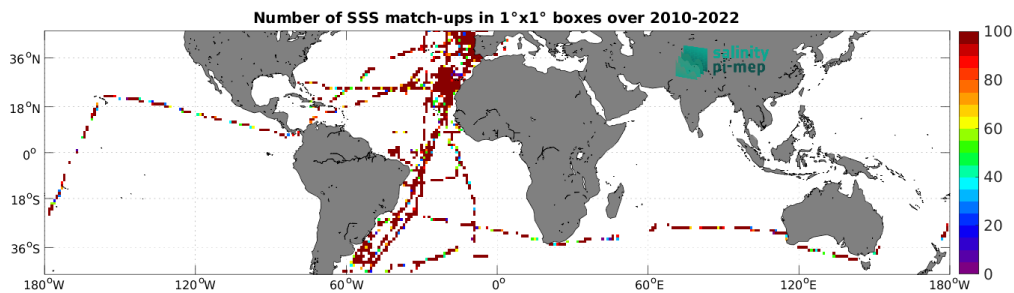 Number of SSS match-ups in 1°x1° boxes over 2010-2022
salinity
pi-mep
36°N
18°N
0°
18°S
36°S
180°W 120°W 60°W 0° 60°E 120°E 180°W
100
80
60
40
20
0